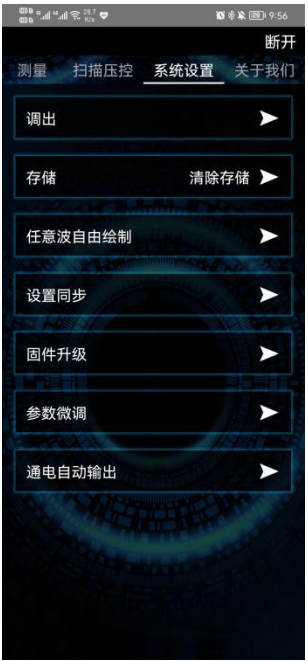 28.7
K/s
9:56
断开
测量 扫描压控 系统设置 关于我们
调出
存储 清除存储
任意波自由绘制
设置同步
固件升级
参数微调
通电自动输出